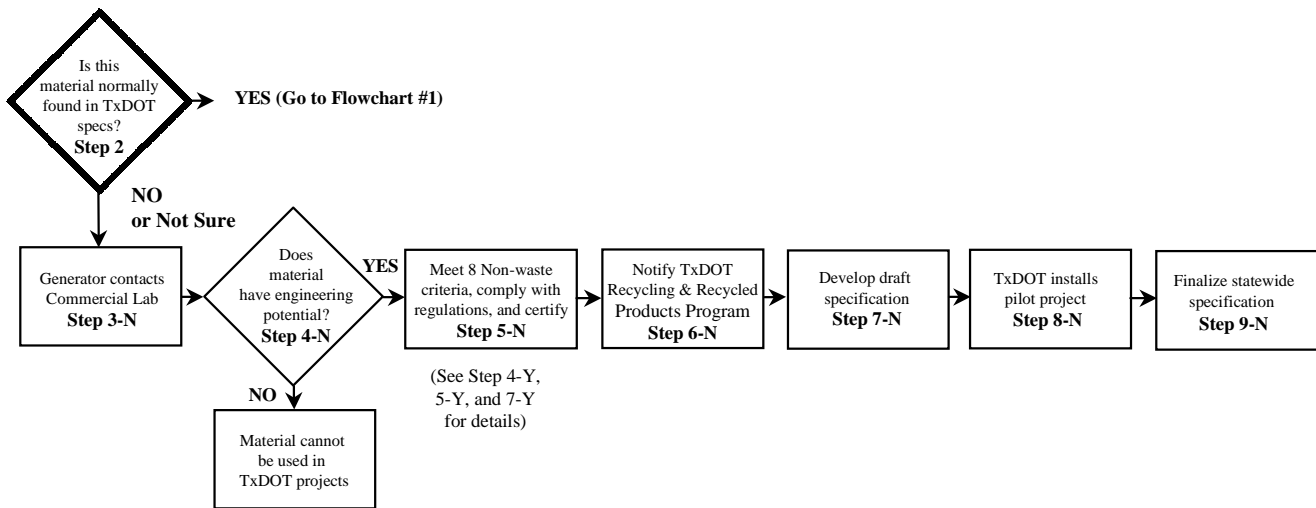 Is this
material normally
found in TxDOT
specs?
Step 2
YES (Go to Flowchart #1)
NO
or Not Sure
Generator contacts
Commercial Lab
Step 3-N
Does
material
have engineering
potential?
Step 4-N
YES
Meet 8 Non-waste
criteria, comply with
regulations, and certify
Step 5-N
(See Step 4-Y,
5-Y, and 7-Y
for details)
Notify TxDOT
Recycling & Recycled
Products Program
Step 6-N
Develop draft
specification
Step 7-N
TxDOT installs
pilot project
Step 8-N
Finalize statewide
specification
Step 9-N
NO
Material cannot
be used in
TxDOT projects